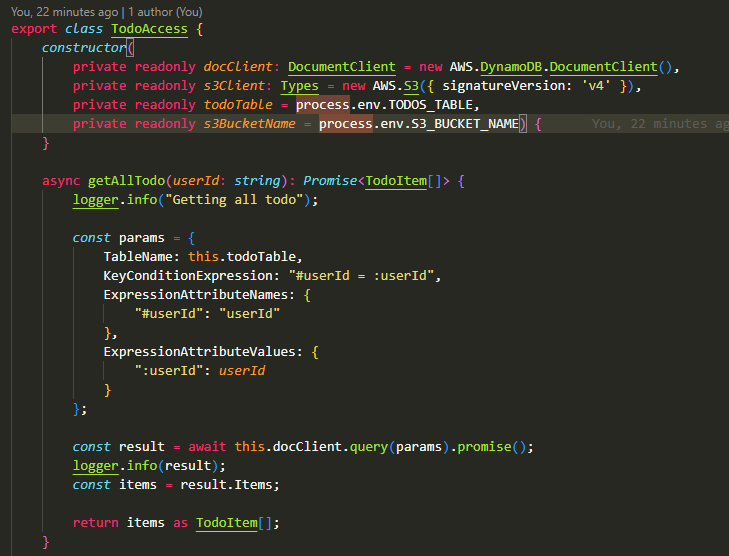 You, 22 minutes ago | 1 author (You)
export class TodoAccess {
    constructor(
        private readonly docClient: DocumentClient = new AWS.DynamoDB.DocumentClient(),
        private readonly s3Client: Types = new AWS.S3({ signatureVersion: 'v4' }),
        private readonly todoTable = process.env.TODOS_TABLE,
        private readonly s3BucketName = process.env.S3_BUCKET_NAME) {        You, 22 minutes ag
    }

    async getAllTodo(userId: string): Promise<TodoItem[]> {
        logger.info("Getting all todo");

        const params = {
            TableName: this.todoTable,
            KeyConditionExpression: "#userId = :userId",
            ExpressionAttributeNames: {
                "#userId": "userId"
            },
            ExpressionAttributeValues: {
                ":userId": userId
            }
        };

        const result = await this.docClient.query(params).promise();
        logger.info(result);
        const items = result.Items;

        return items as TodoItem[];
    }